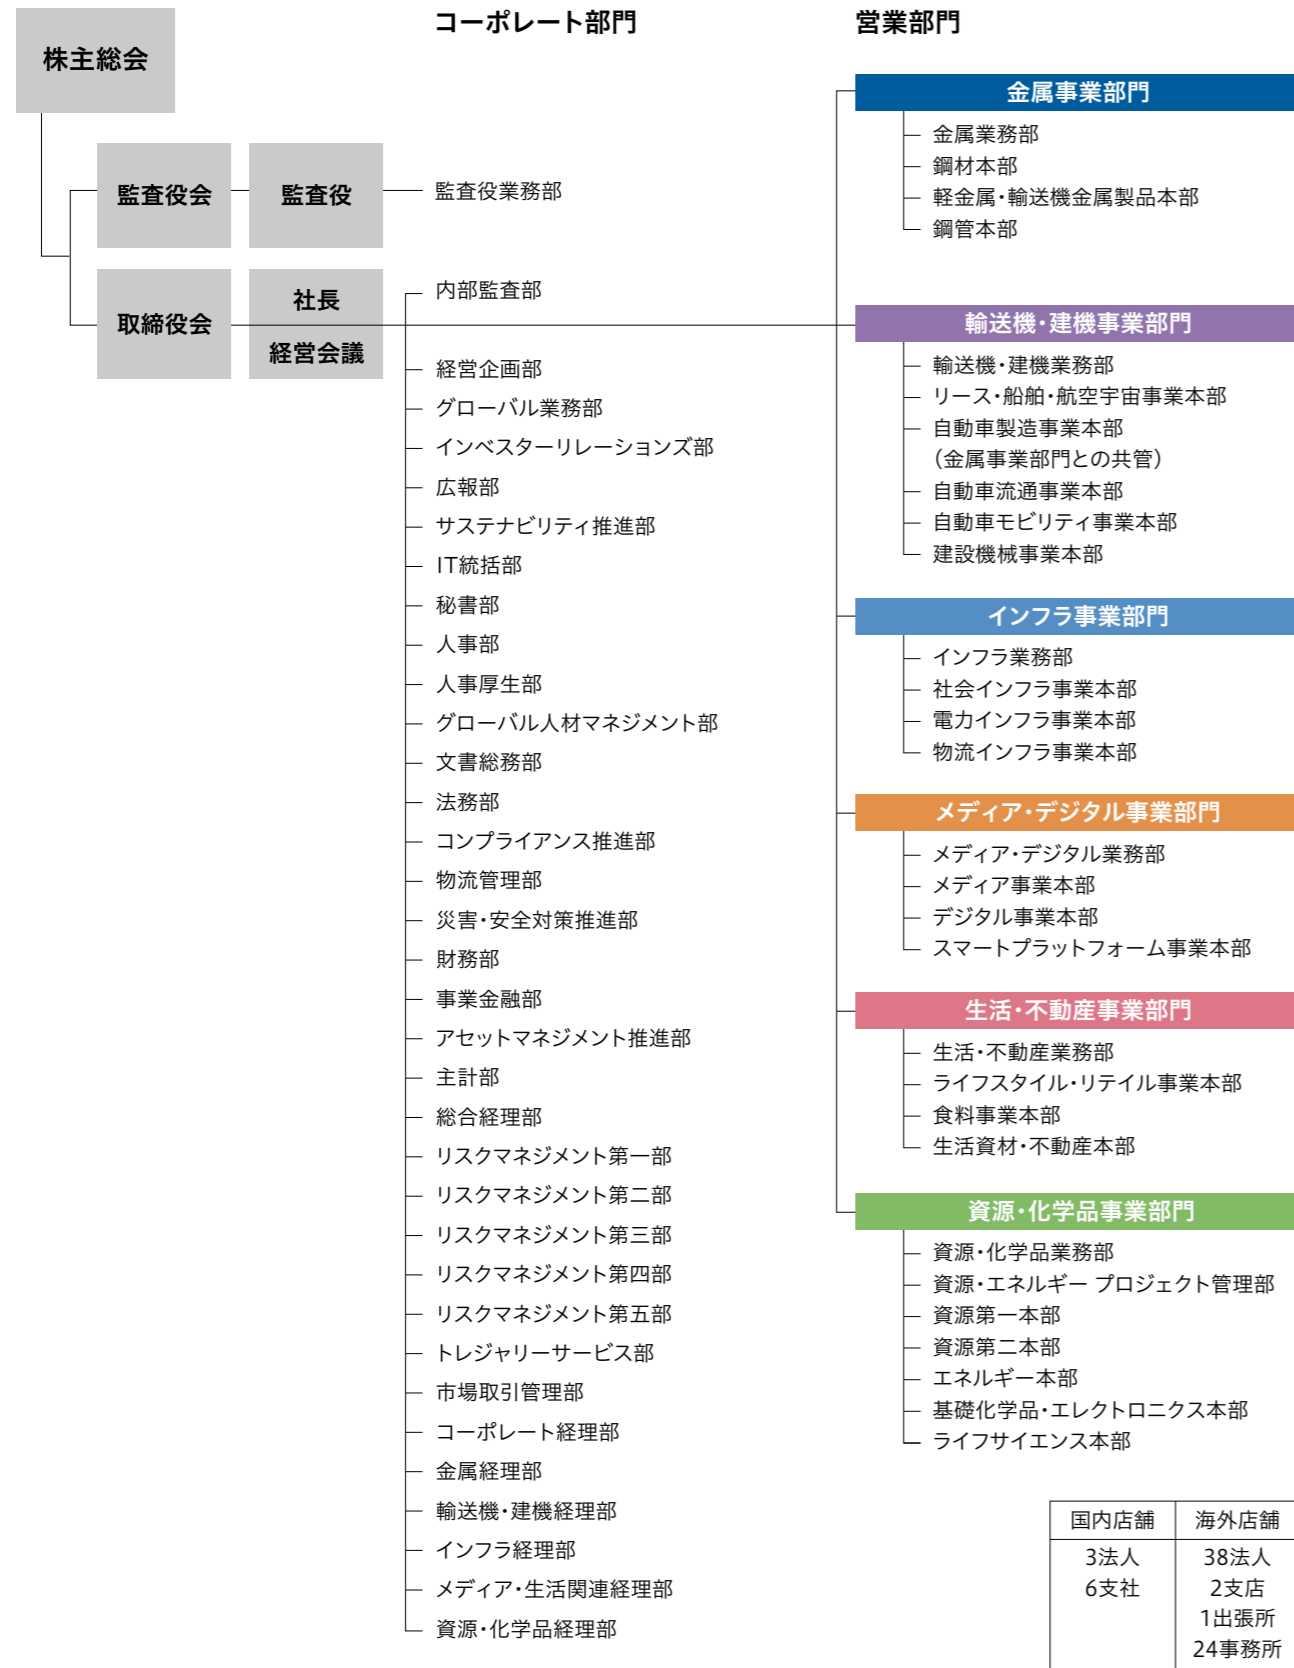 コーポレート部門
営業部門
株主総会
監査役会
監査役
監査役業務部
取締役会
社長
経営会議
内部監査部
経営企画部
グローバル業務部
インベスターリレーションズ部
広報部
サステナビリティ推進部
IT統括部
秘書部
人事部
人事厚生部
グローバル人材マネジメント部
文書総務部
法務部
コンプライアンス推進部
物流管理部
災害・安全対策推進部
財務部
事業金融部
アセットマネジメント推進部
主計部
総合経理部
リスクマネジメント第一部
リスクマネジメント第二部
リスクマネジメント第三部
リスクマネジメント第四部
リスクマネジメント第五部
トレジャリーサービス部
市場取引管理部
コーポレート経理部
金属経理部
輸送機・建機経理部
インフラ経理部
メディア・生活関連経理部
資源・化学品経理部
金属事業部門
金属業務部
鋼材本部
軽金属・輸送機金属製品本部
鋼管本部
輸送機・建機事業部門
輸送機・建機業務部
リース・船舶・航空宇宙事業本部
自動車製造事業本部
（金属事業部門との共管）
自動車流通事業本部
自動車モビリティ事業本部
建設機械事業本部
インフラ事業部門
インフラ業務部
社会インフラ事業本部
電力インフラ事業本部
物流インフラ事業本部
メディア・デジタル事業部門
メディア・デジタル業務部
メディア事業本部
デジタル事業本部
スマートプラットフォーム事業本部
生活・不動産事業部門
生活・不動産業務部
ライフスタイル・リテイル事業本部
食料事業本部
生活資材・不動産本部
資源・化学品事業部門
資源・化学品業務部
資源・エネルギー プロジェクト管理部
資源第一本部
資源第二本部
エネルギー本部
基礎化学品・エレクトロニクス本部
ライフサイエンス本部
国内店舗 海外店舗
3法人 38法人
6支社 2支店
1出張所
24事務所